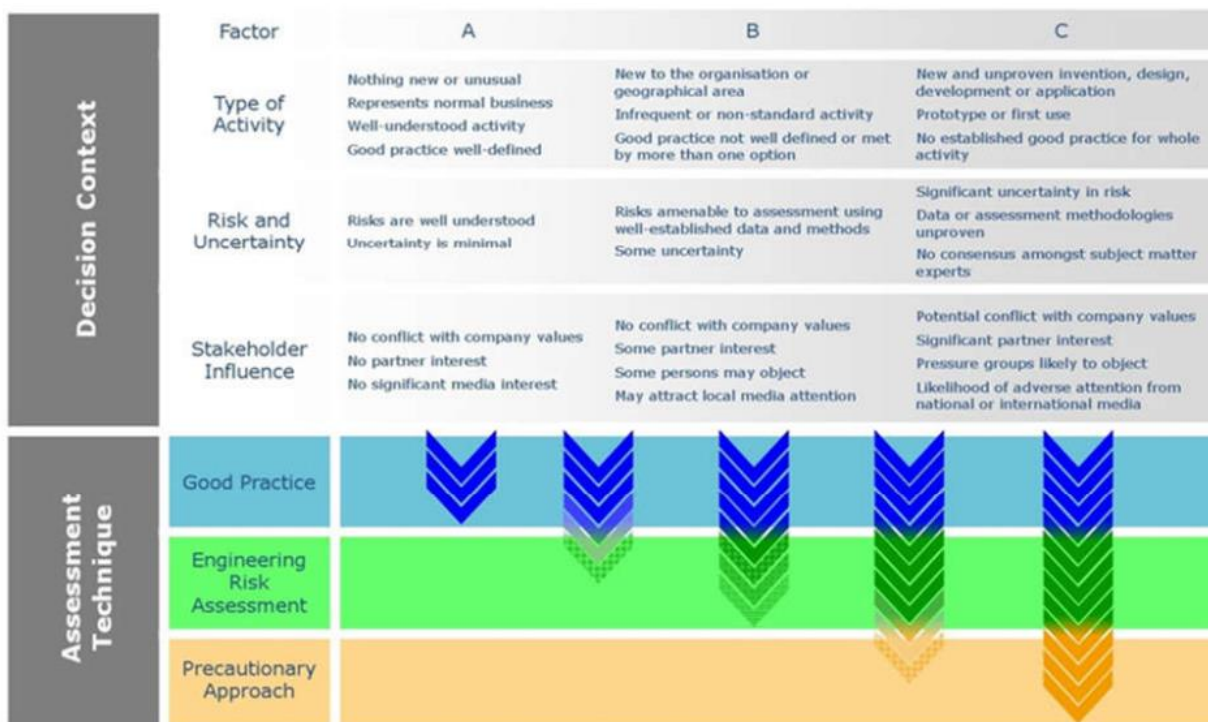 Decision Context
Factor
A
B
C
Type of
Activity
Nothing new or unusual
Represents normal business
Well-understood activity
Good practice well-defined
New to the organisation or
geographical area
Infrequent or non-standard activity
Good practice not well defined or met
by more than one option
New and unproven invention, design,
development or application
Prototype or first use
No established good practice for whole
activity
Risk and
Uncertainty
Risks are well understood
Uncertainty is minimal
Risks amenable to assessment using
well-established data and methods
Some uncertainty
Significant uncertainty in risk
Data or assessment methodologies
unproven
No consensus amongst subject matter
experts
Stakeholder
Influence
No conflict with company values
No partner interest
No significant media interest
No conflict with company values
Some partner interest
Some persons may object
May attract local media attention
Potential conflict with company values
Significant partner interest
Pressure groups likely to object
Likelihood of adverse attention from
national or international media
Assessment
Technique
Good Practice
Engineering
Risk
Assessment
Precautionary
Approach